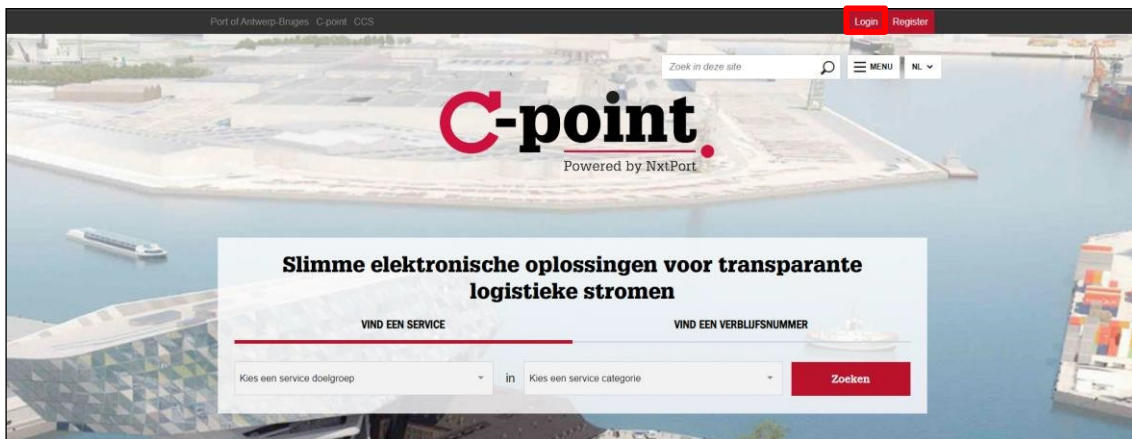 Port of Antwerp-Bruges C-point CCS Login Register
Zoek in deze site MENU NL
C-point.
Powered by NxtPort
Slimme elektronische oplossingen voor transparante
logistieke stromen
VIND EEN SERVICE VIND EEN VERBLIJFSNUMMER
Kies een service doelgroep in Kies een service categorie Zoeken